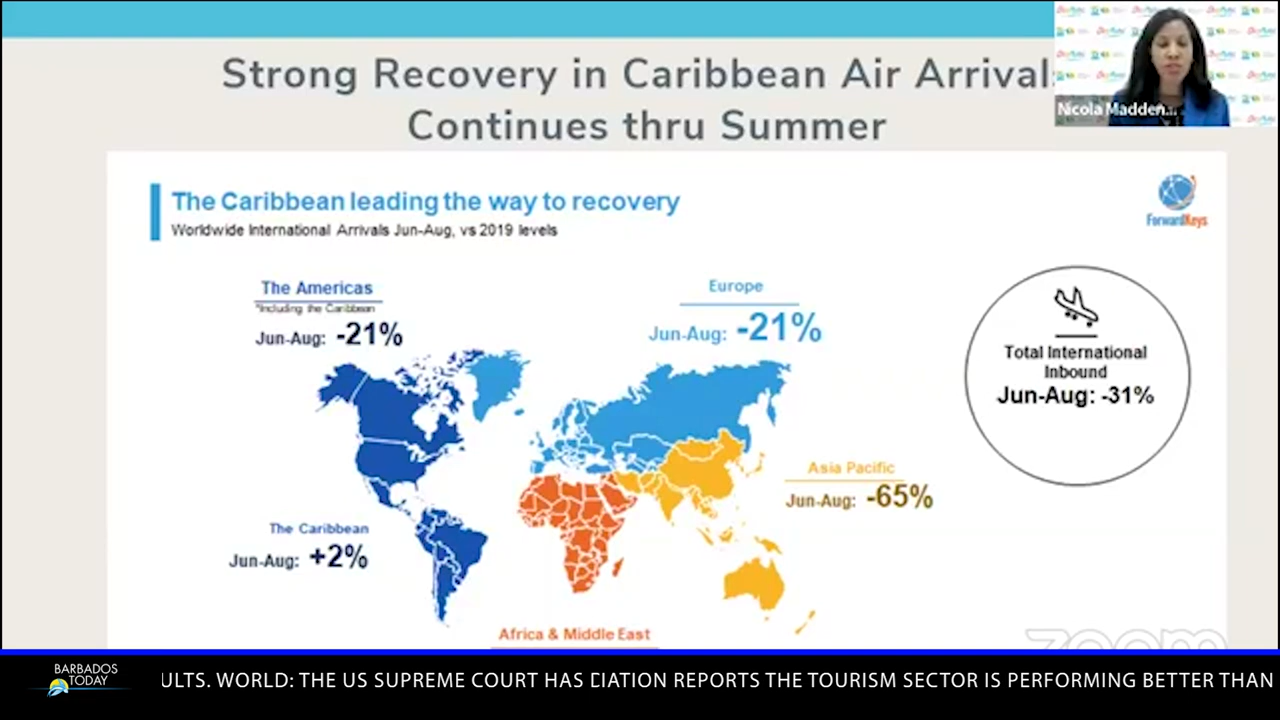 Strong Recovery in Caribbean Air Arrivals
Continues thru Summer
Nicola Madden...
The Caribbean leading the way to recovery
Worldwide International Arrivals Jun-Aug, vs 2019 levels
ForwardKeys
The Americas
*Including the Caribbean
Jun-Aug: -21%
Europe
Jun-Aug: -21%
Total International
Inbound
Jun-Aug: -31%
Asia Pacific
Jun-Aug: -65%
The Caribbean
Jun-Aug: +2%
Africa & Middle East
zoom
BARBADOS
TODAY
ULTS. WORLD: THE US SUPREME COURT HAS DIATION REPORTS THE TOURISM SECTOR IS PERFORMING BETTER THAN